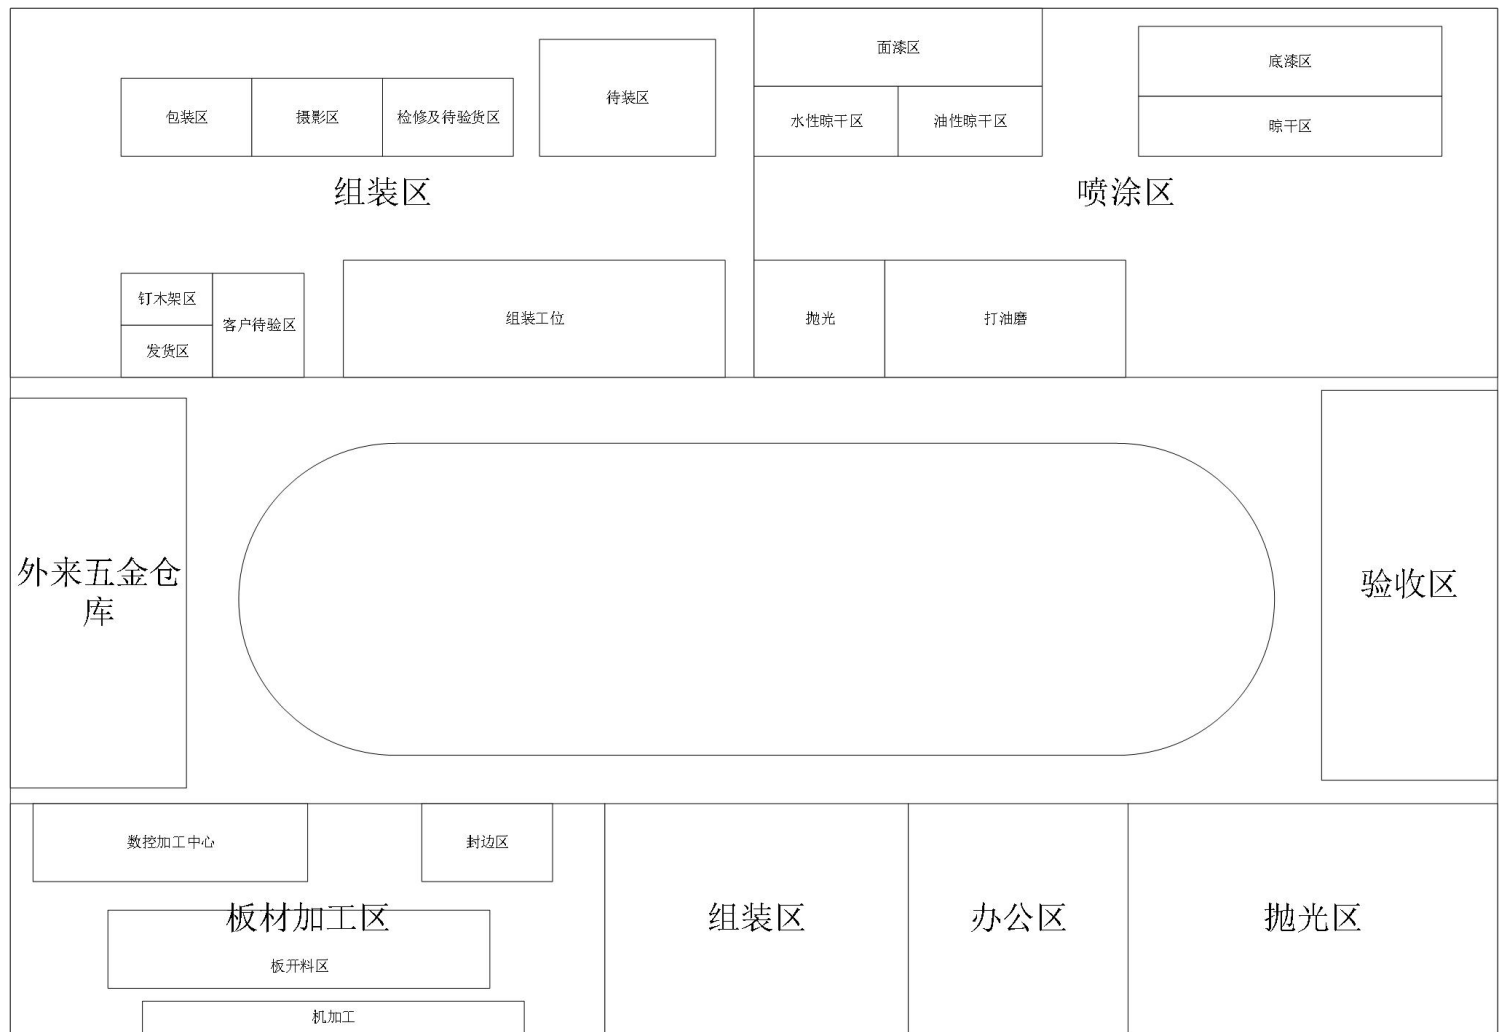 面漆区
底漆区
待装区
包装区
摄影区
检修及待验货区
水性晾干区
油性晾干区
晾干区
组装区
喷涂区
钉木架区
客户待验区
发货区
组装工位
抛光
打油磨
外来五金仓
库
验收区
数控加工中心
封边区
板材加工区
组装区
办公区
抛光区
板开料区
机加工